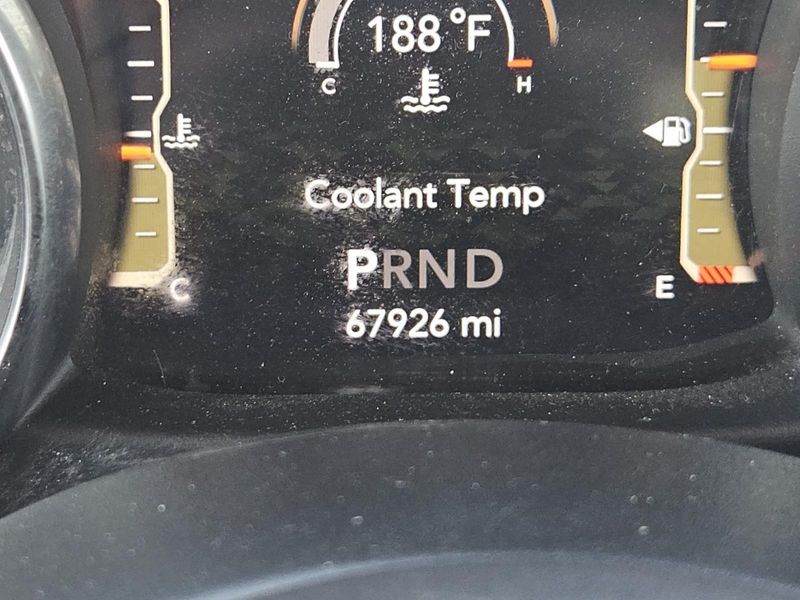 188 °F
C H
Coolant Temp
PRND
C E
67926 mi